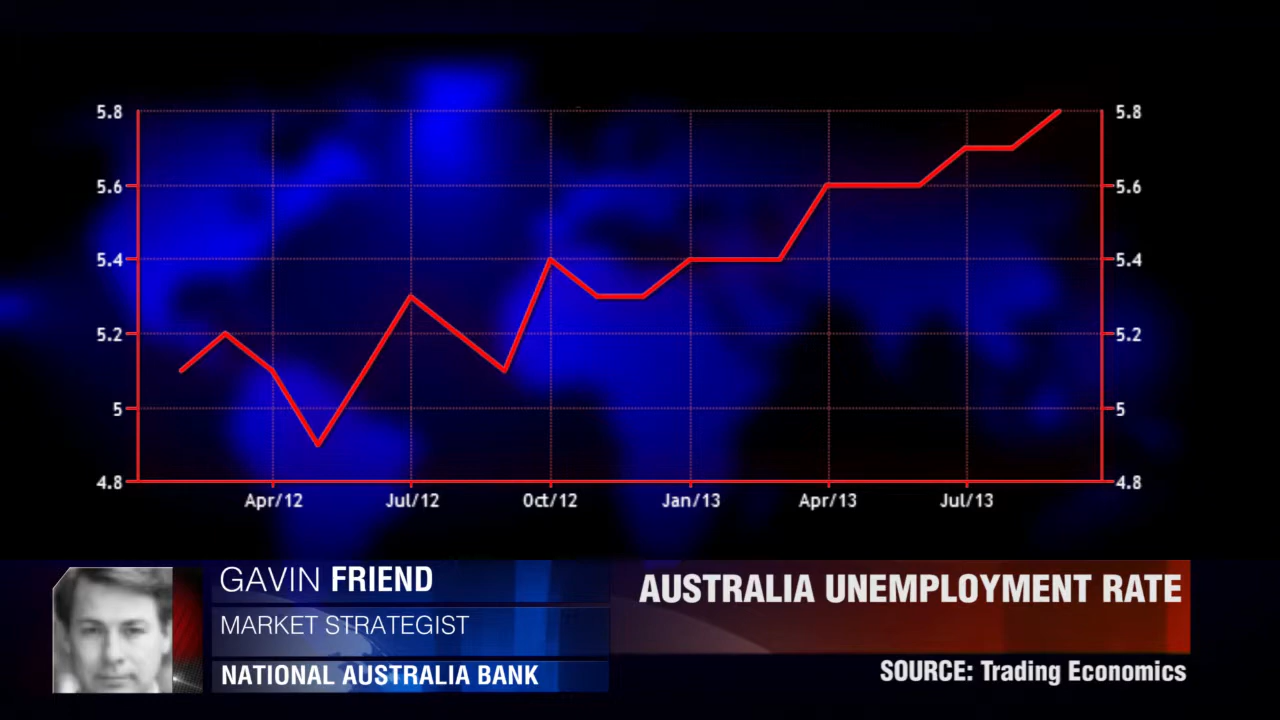 5.8 5.8
5.6 5.6
5.4 5.4
5.2 5.2
5 5
4.8 4.8
Apr/12 Jul/12 Oct/12 Jan/13 Apr/13 Jul/13
GAVIN FRIEND
MARKET STRATEGIST
NATIONAL AUSTRALIA BANK
AUSTRALIA UNEMPLOYMENT RATE
SOURCE: Trading Economics